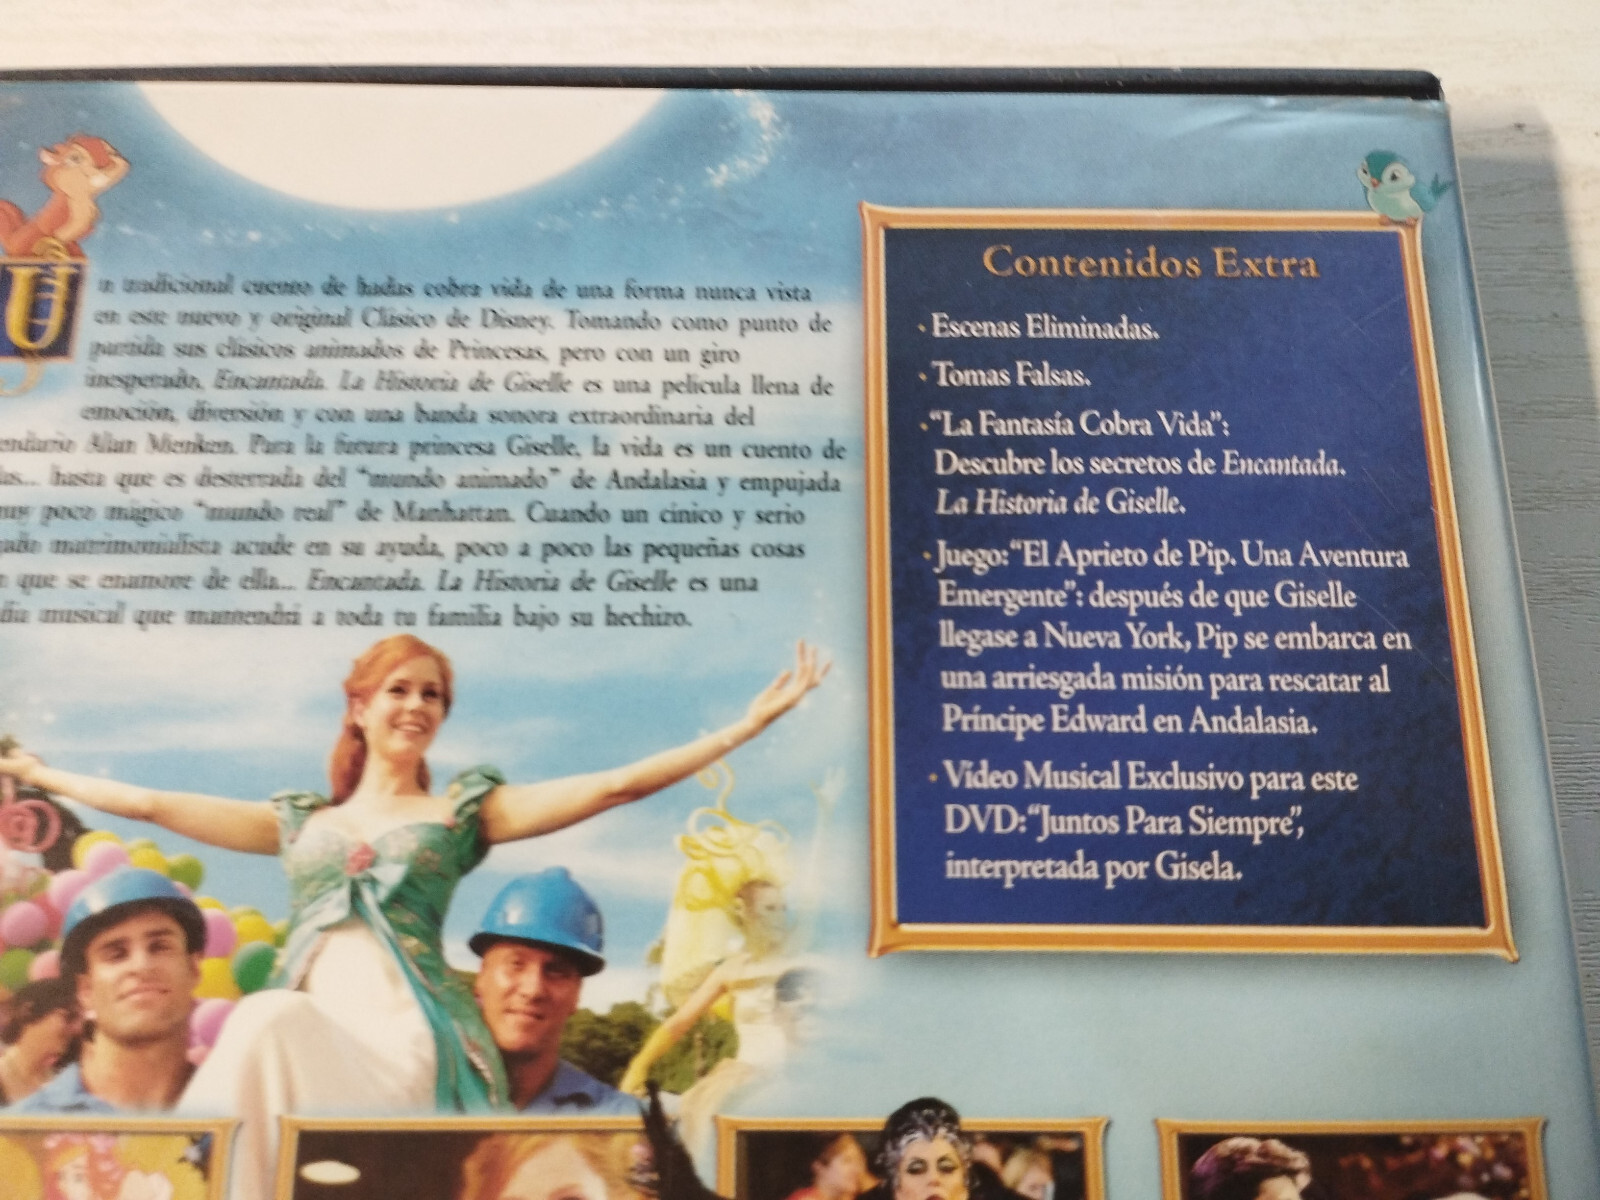 Un tradicional cuento de hadas cobra vida de una forma nunca vista
en este nuevo y original Clásico de Disney. Tomando como punto de
partida sus clásicos animados de Princesas, pero con un giro
inesperado, Encantada. La Historia de Giselle es una película llena de
emoción, diversión y con una banda sonora extraordinaria del
Alan Menken. Para la futura princesa Giselle, la vida es un cuento de
hasta que es desterrada del "mundo animado" de Andalasia y empujada
muy poco mágico "mundo real" de Manhattan. Cuando un cínico y serio
matrimonialista acude en su ayuda, poco a poco las pequeñas cosas
que se enamore de ella... Encantada. La Historia de Giselle es una
musical que mantendrá a toda tu familia bajo su hechizo.
Contenidos Extra
· Escenas Eliminadas.
· Tomas Falsas.
· "La Fantasía Cobra Vida":
Descubre los secretos de Encantada.
La Historia de Giselle.
· Juego: "El Aprieto de Pip. Una Aventura
Emergente": después de que Giselle
llegase a Nueva York, Pip se embarca en
una arriesgada misión para rescatar al
Príncipe Edward en Andalasia.
· Vídeo Musical Exclusivo para este
DVD: "Juntos Para Siempre",
interpretada por Gisela.